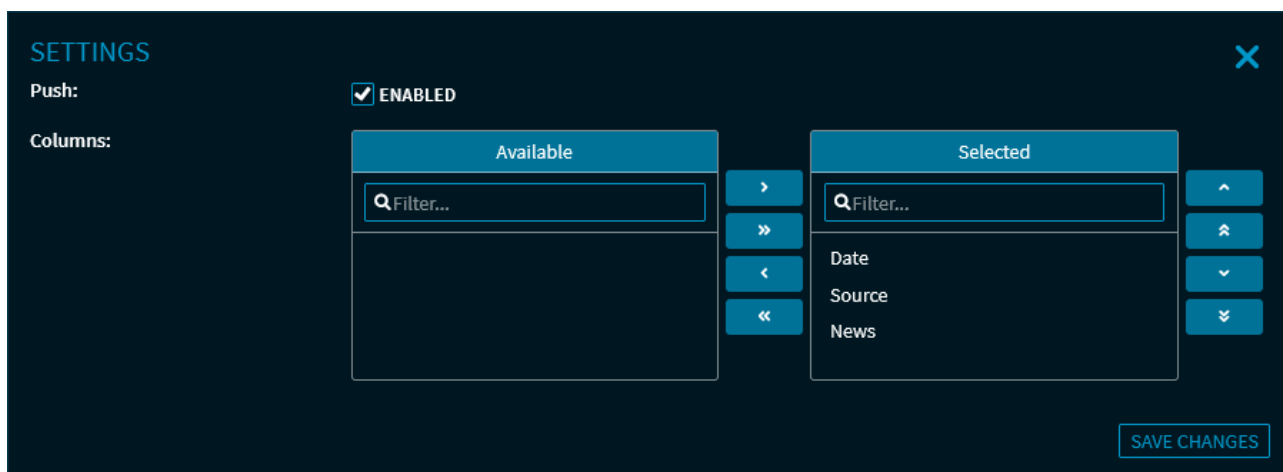 SETTINGS
Push:
ENABLED
Columns:
Available
Selected
Filter...
Filter...
Date
Source
News
SAVE CHANGES